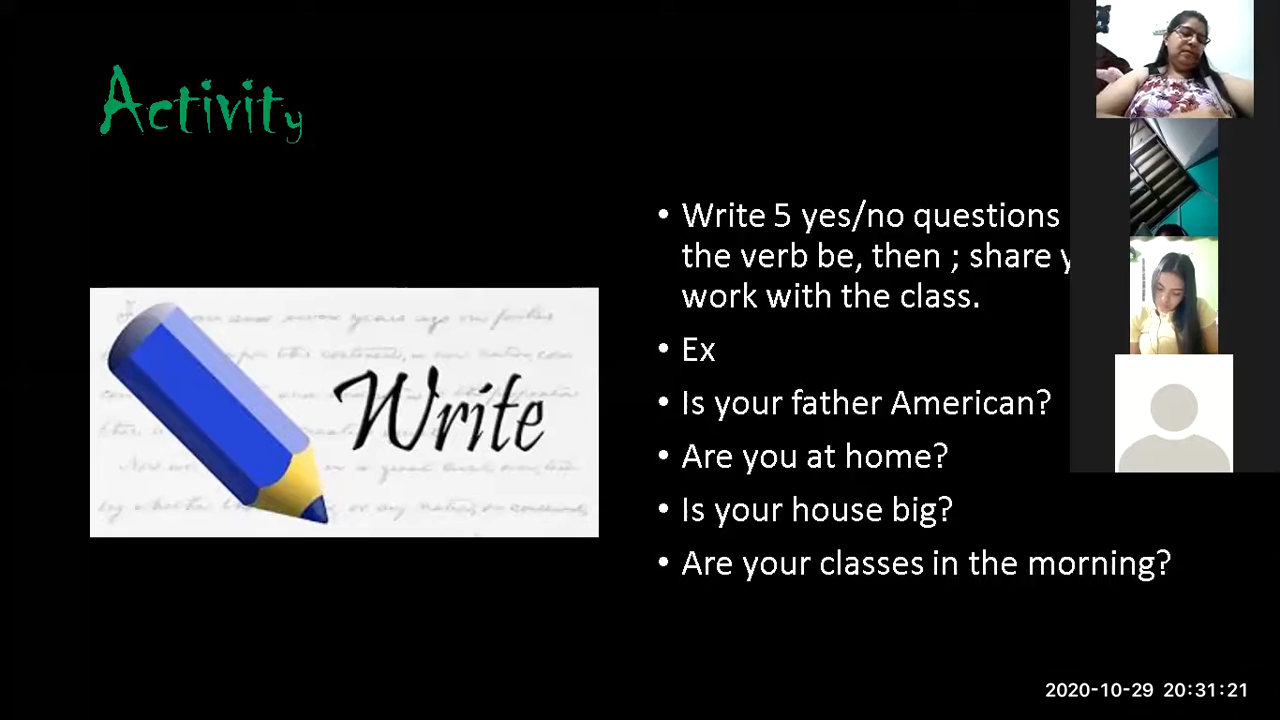 Activity
• Write 5 yes/no questions
the verb be, then ; share
work with the class.
• Ex
• Is your father American?
• Are you at home?
• Is your house big?
• Are your classes in the morning?
Write
2020-10-29 20:31:21